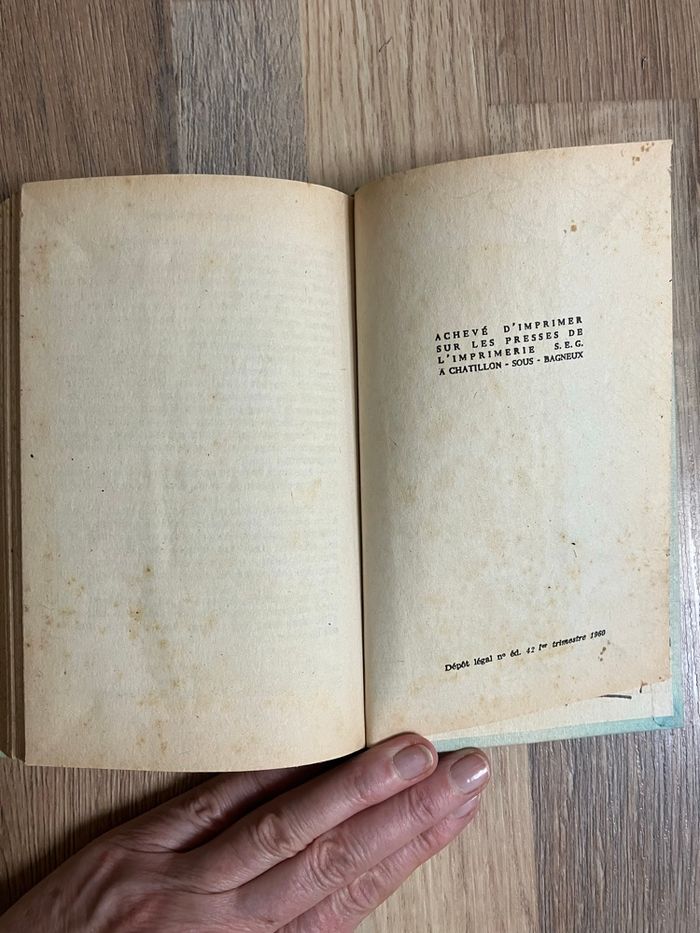 ACHEVÉ D'IMPRIMER
SUR LES PRESSES DE
L'IMPRIMERIE S.E.G.
A CHATILLON - SOUS - BAGNEUX
Dépôt légal nº éd. 42 1er trimestre 1960